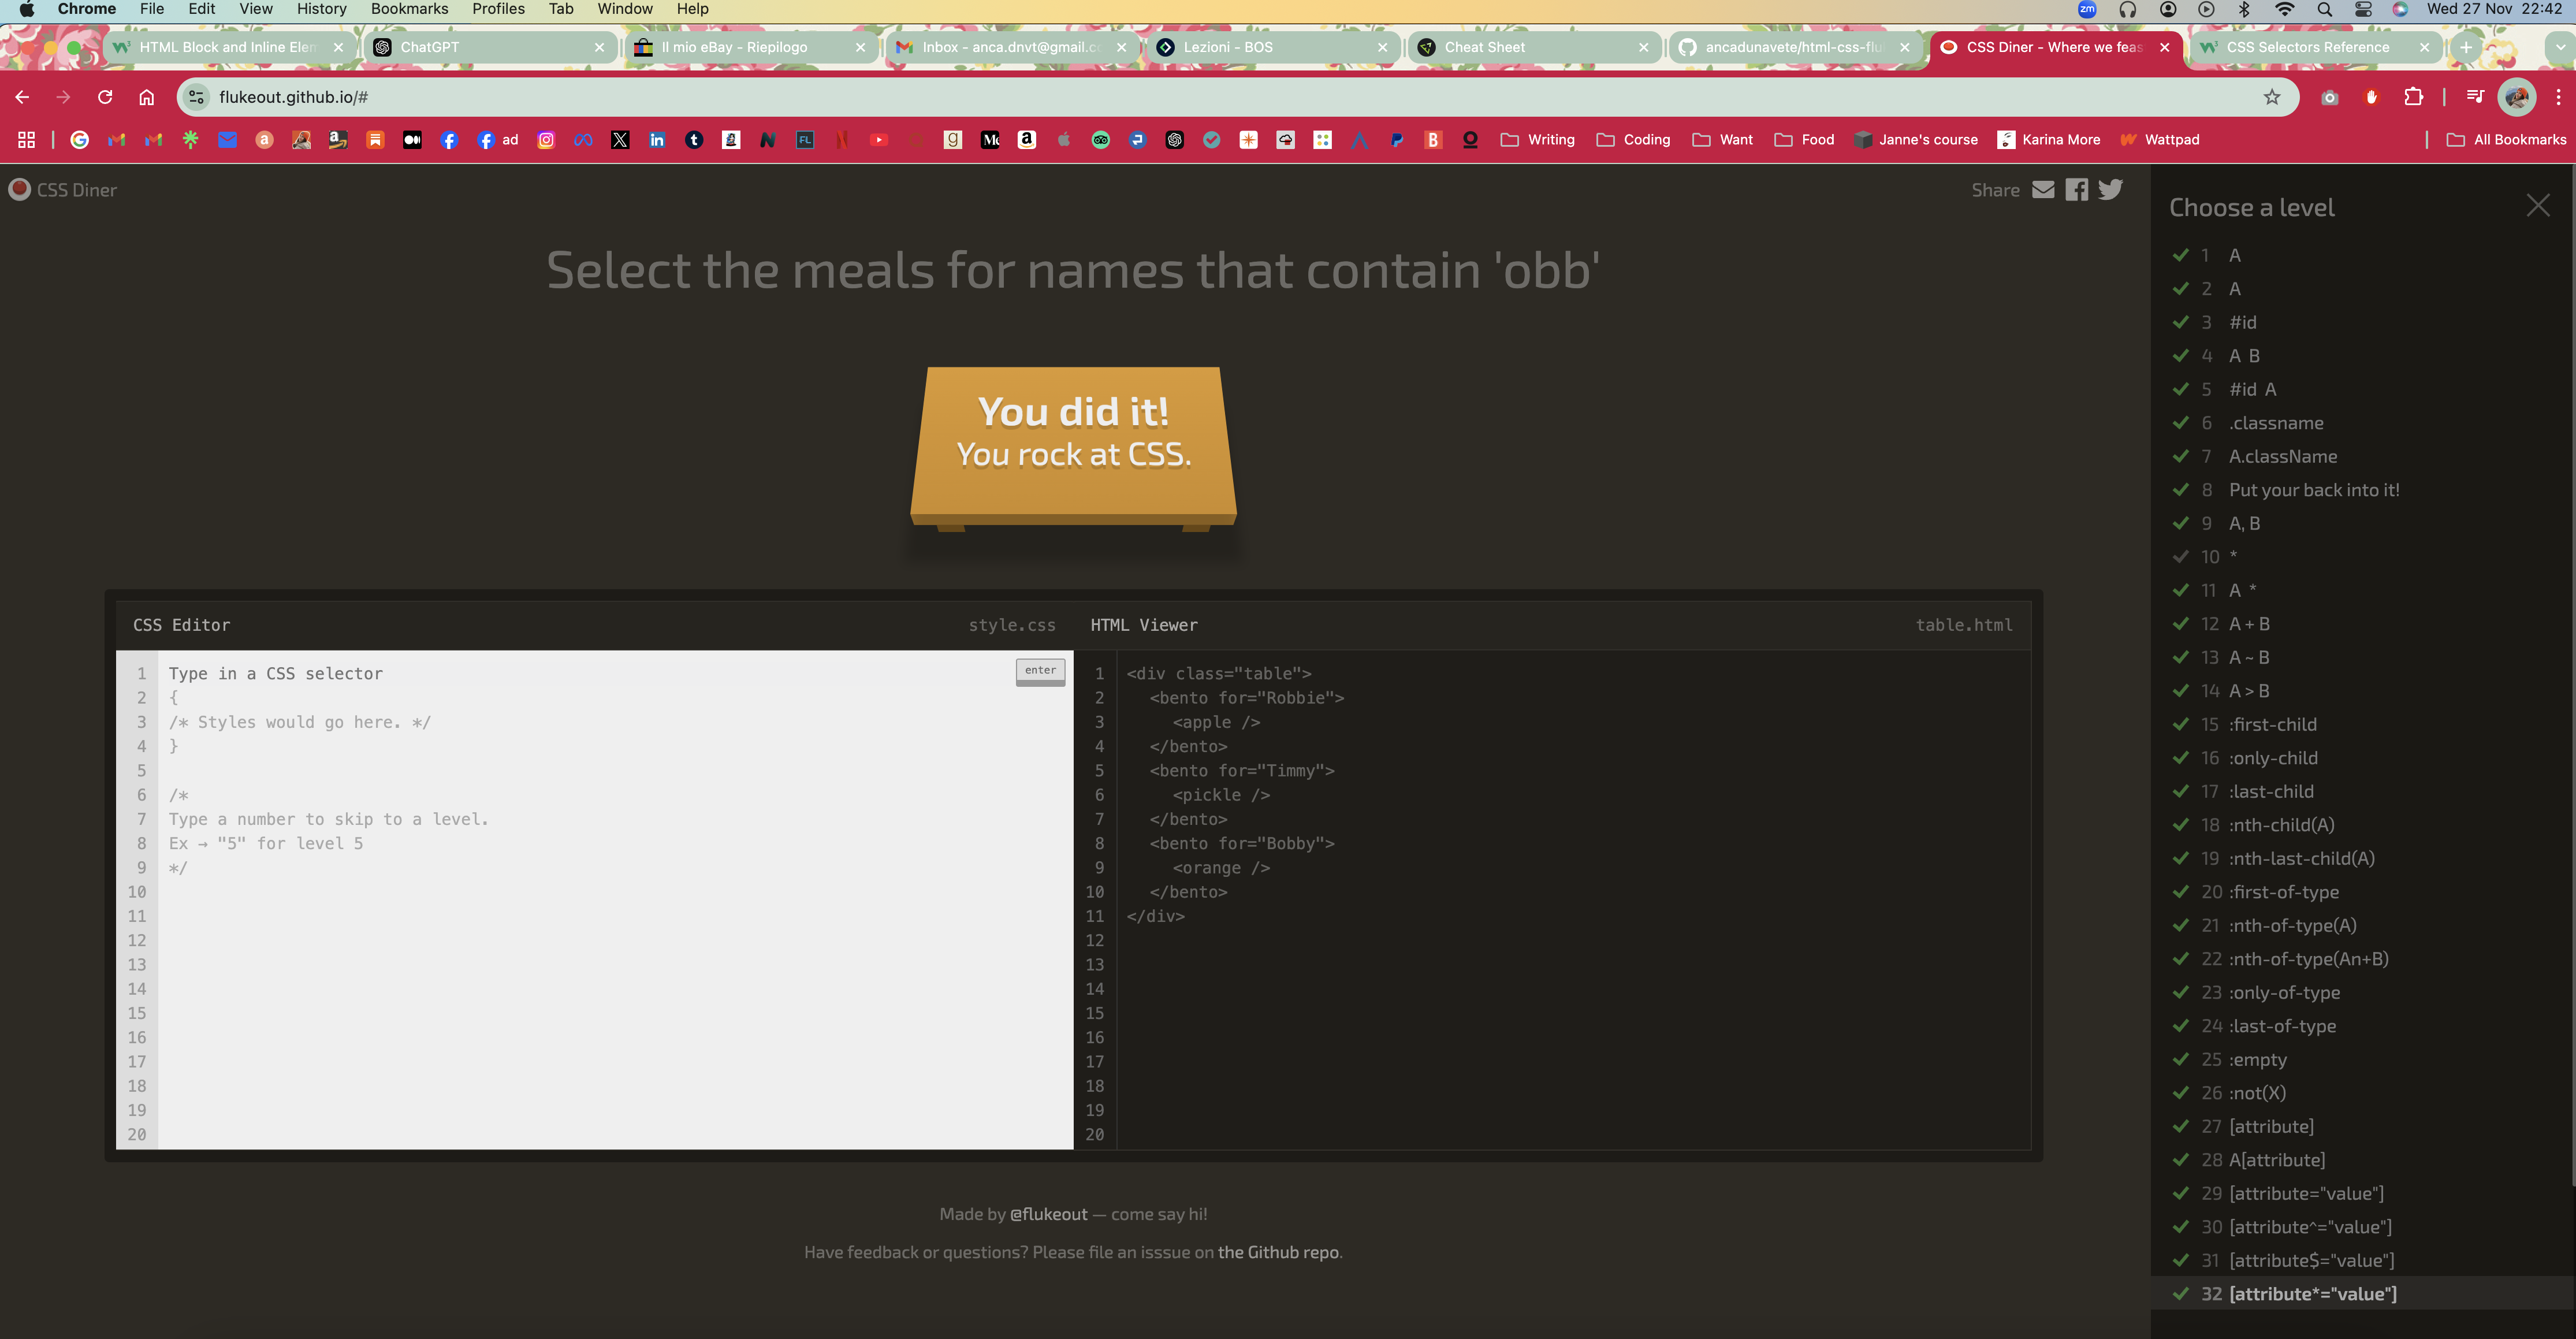 Chrome File Edit View History Bookmarks Profiles Tab Window Help
zm Wed 27 Nov 22:42
HTML Block and Inline Elem
ChatGPT
Il mio eBay - Riepilogo
Inbox - anca.dnvt@gmail.co
Lezioni - BOS
Cheat Sheet
ancadunavete/html-css-flu
CSS Diner - Where we feas
CSS Selectors Reference
flukeout.github.io/#
ad
Writing Coding Want Food Janne's course Karina More Wattpad
All Bookmarks
CSS Diner
Share
Select the meals for names that contain 'obb'
You did it!
You rock at CSS.
CSS Editor style.css
1 Type in a CSS selector
enter
2 {
3 /* Styles would go here. */
4 }
5
6 /*
7 Type a number to skip to a level.
8 Ex → "5" for level 5
9 */
10
11
12
13
14
15
16
17
18
19
20
HTML Viewer table.html
1 <div class="table">
2 <bento for="Robbie">
3 <apple />
4 </bento>
5 <bento for="Timmy">
6 <pickle />
7 </bento>
8 <bento for="Bobby">
9 <orange />
10 </bento>
11 </div>
12
13
14
15
16
17
18
19
20
Made by @flukeout — come say hi!
Have feedback or questions? Please file an isssue on the Github repo.
Choose a level
1 A
2 A
3 #id
4 A B
5 #id A
6 .classname
7 A.className
8 Put your back into it!
9 A, B
10 *
11 A *
12 A + B
13 A ~ B
14 A > B
15 :first-child
16 :only-child
17 :last-child
18 :nth-child(A)
19 :nth-last-child(A)
20 :first-of-type
21 :nth-of-type(A)
22 :nth-of-type(An+B)
23 :only-of-type
24 :last-of-type
25 :empty
26 :not(X)
27 [attribute]
28 A[attribute]
29 [attribute="value"]
30 [attribute^="value"]
31 [attribute$="value"]
32 [attribute*="value"]